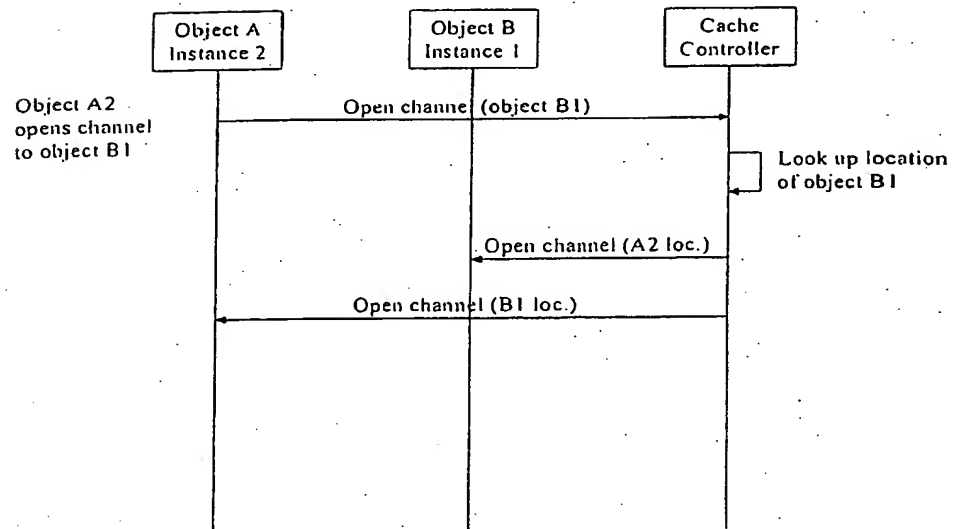 Object A
Instance 2
Object B
Instance 1
Cache
Controller
Object A2
opens channel
to object B1
Open channel (object B1)
Look up location
of object B1
Open channel (A2 loc.)
Open channel (B1 loc.)